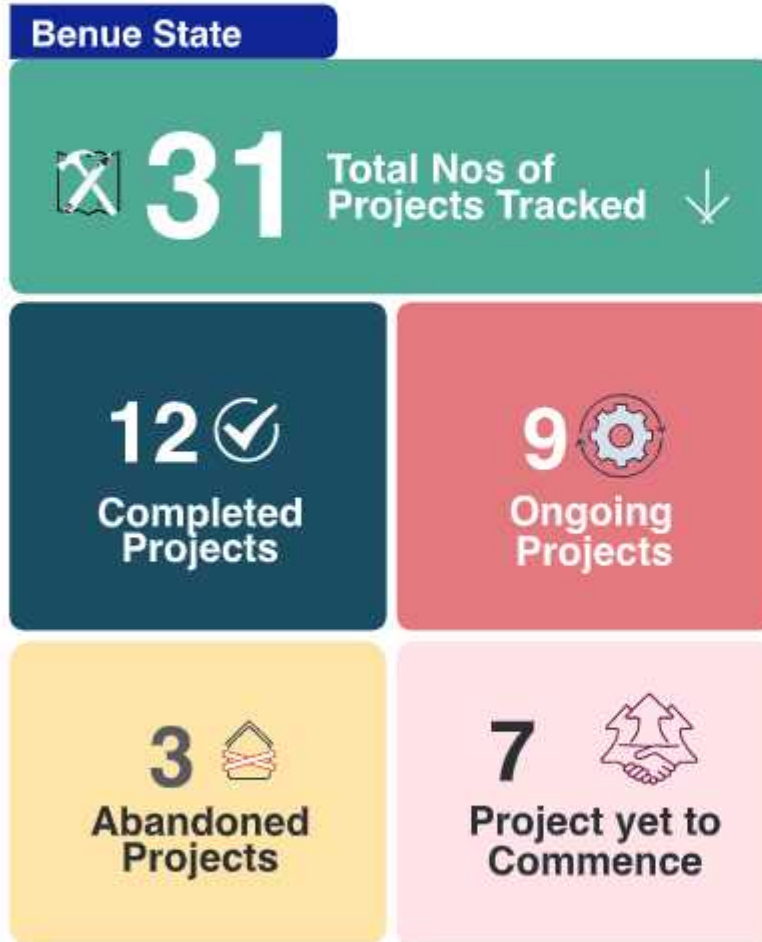 Benue State
31
Total Nos of
Projects Tracked
12
Completed
Projects
9
Ongoing
Projects
3
Abandoned
Projects
7
Project yet to
Commence